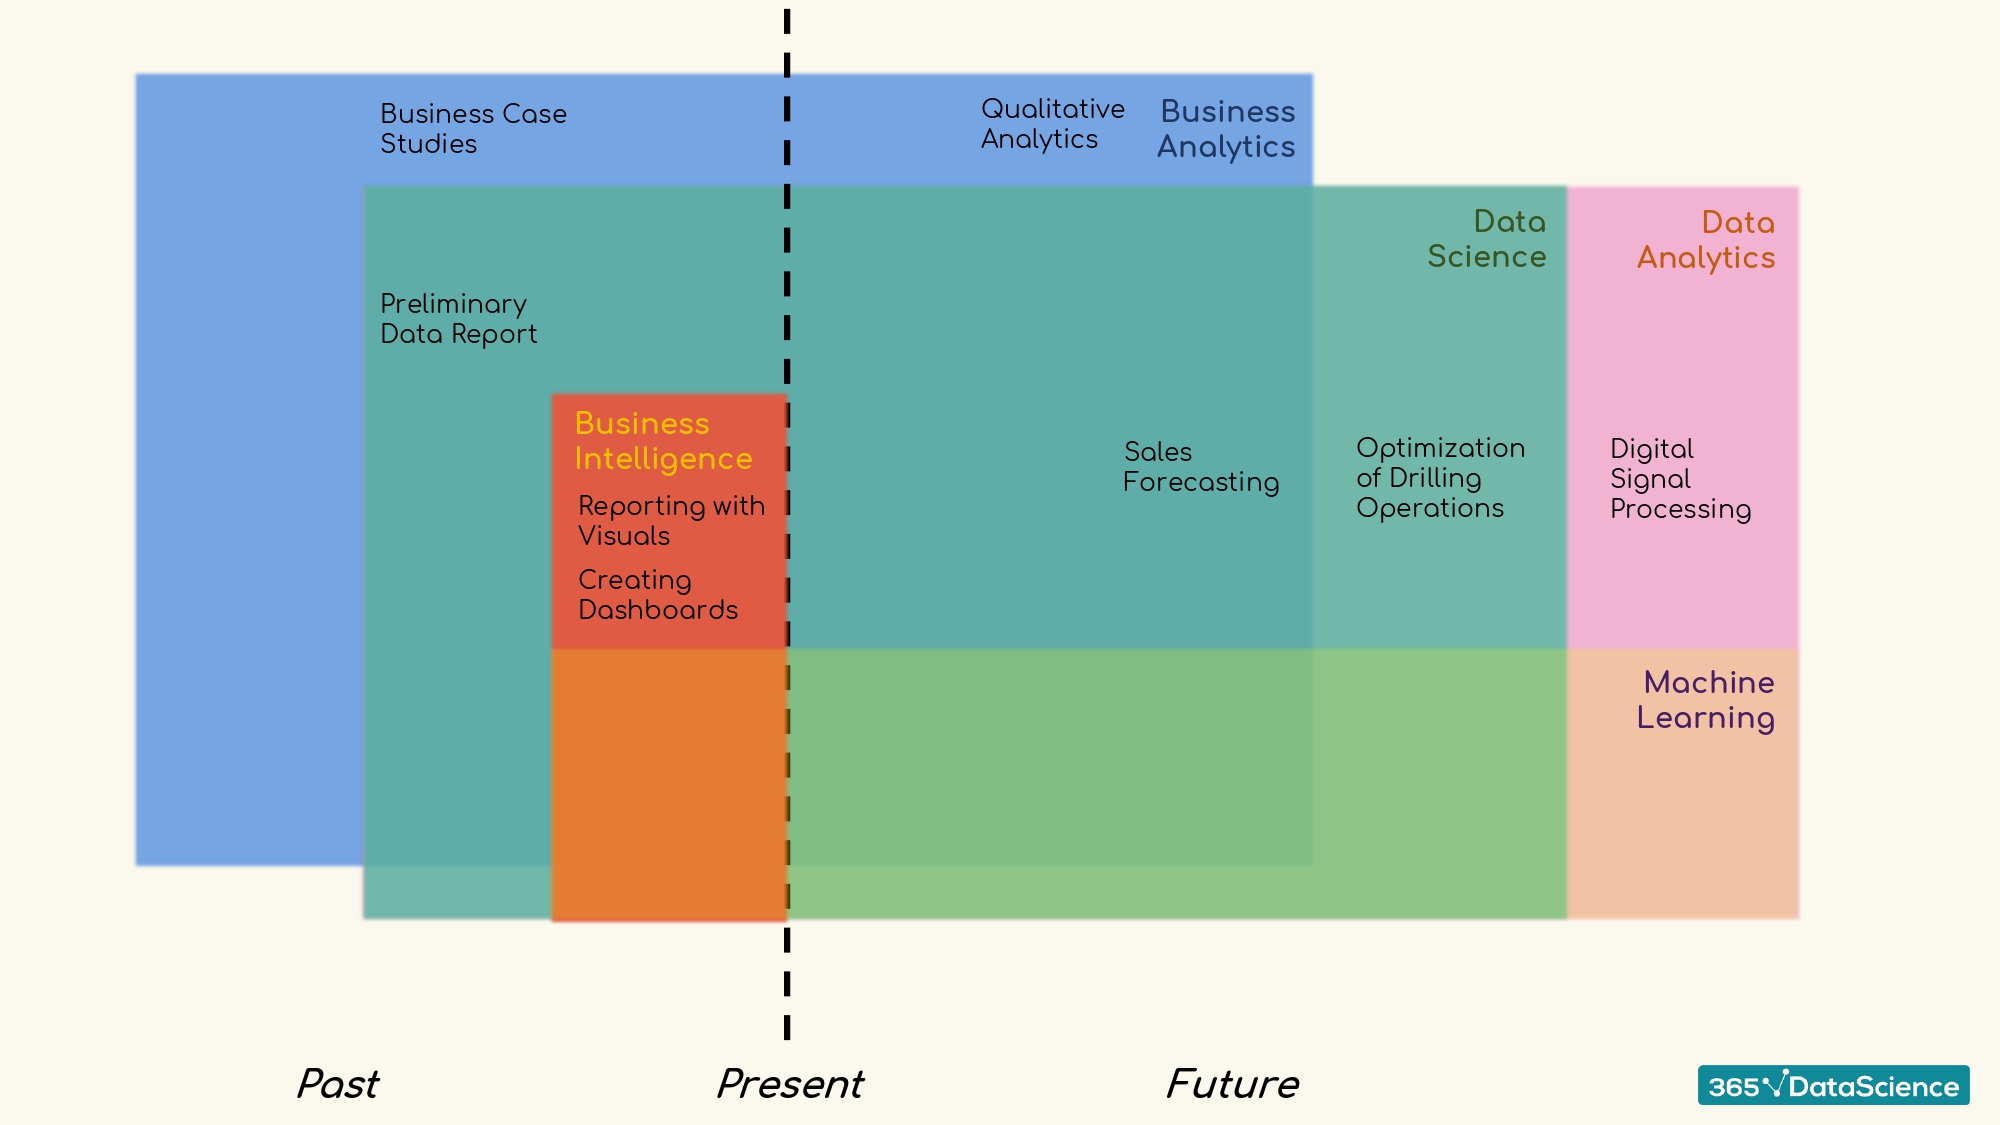 Business Case
Studies
Qualitative
Analytics
Business
Analytics
Data
Science
Data
Analytics
Preliminary
Data Report
Business
Intelligence
Reporting with
Visuals
Creating
Dashboards
Sales
Forecasting
Optimization
of Drilling
Operations
Digital
Signal
Processing
Machine
Learning
Past
Present
Future
365 DataScience